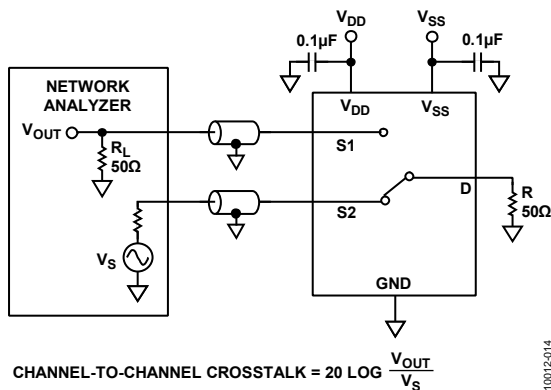 VDD
VSS
0.1µF
0.1µF
NETWORK
ANALYZER
VDD
VSS
VOUT
RL
50Ω
S1
S2
D
R
50Ω
VS
GND
CHANNEL-TO-CHANNEL CROSSTALK = 20 LOG VOUT
VS
10012-014